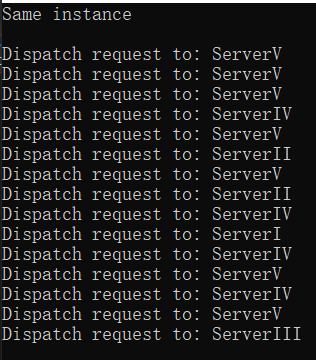 Same instance
Dispatch request to: ServerV
Dispatch request to: ServerV
Dispatch request to: ServerV
Dispatch request to: ServerIV
Dispatch request to: ServerV
Dispatch request to: ServerII
Dispatch request to: ServerV
Dispatch request to: ServerII
Dispatch request to: ServerIV
Dispatch request to: ServerI
Dispatch request to: ServerIV
Dispatch request to: ServerV
Dispatch request to: ServerIV
Dispatch request to: ServerV
Dispatch request to: ServerIII